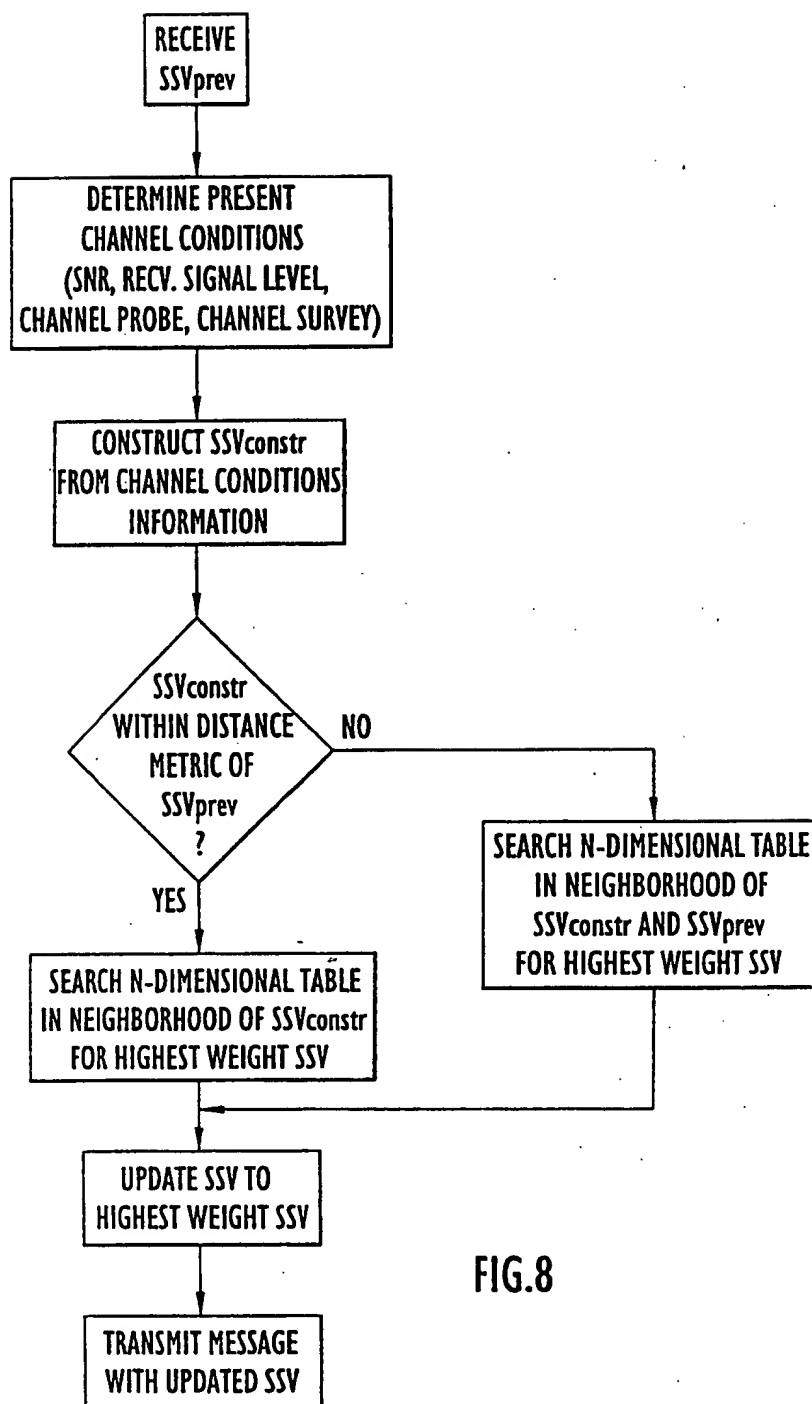 RECEIVE
SSVprev
DETERMINE PRESENT
CHANNEL CONDITIONS
(SNR, RECV. SIGNAL LEVEL,
CHANNEL PROBE, CHANNEL SURVEY)
CONSTRUCT SSVconstr
FROM CHANNEL CONDITIONS
INFORMATION
SSVconstr
WITHIN DISTANCE
METRIC OF
SSVprev
?
NO
YES
SEARCH N-DIMENSIONAL TABLE
IN NEIGHBORHOOD OF
SSVconstr AND SSVprev
FOR HIGHEST WEIGHT SSV
SEARCH N-DIMENSIONAL TABLE
IN NEIGHBORHOOD OF SSVconstr
FOR HIGHEST WEIGHT SSV
UPDATE SSV TO
HIGHEST WEIGHT SSV
TRANSMIT MESSAGE
WITH UPDATED SSV
FIG.8